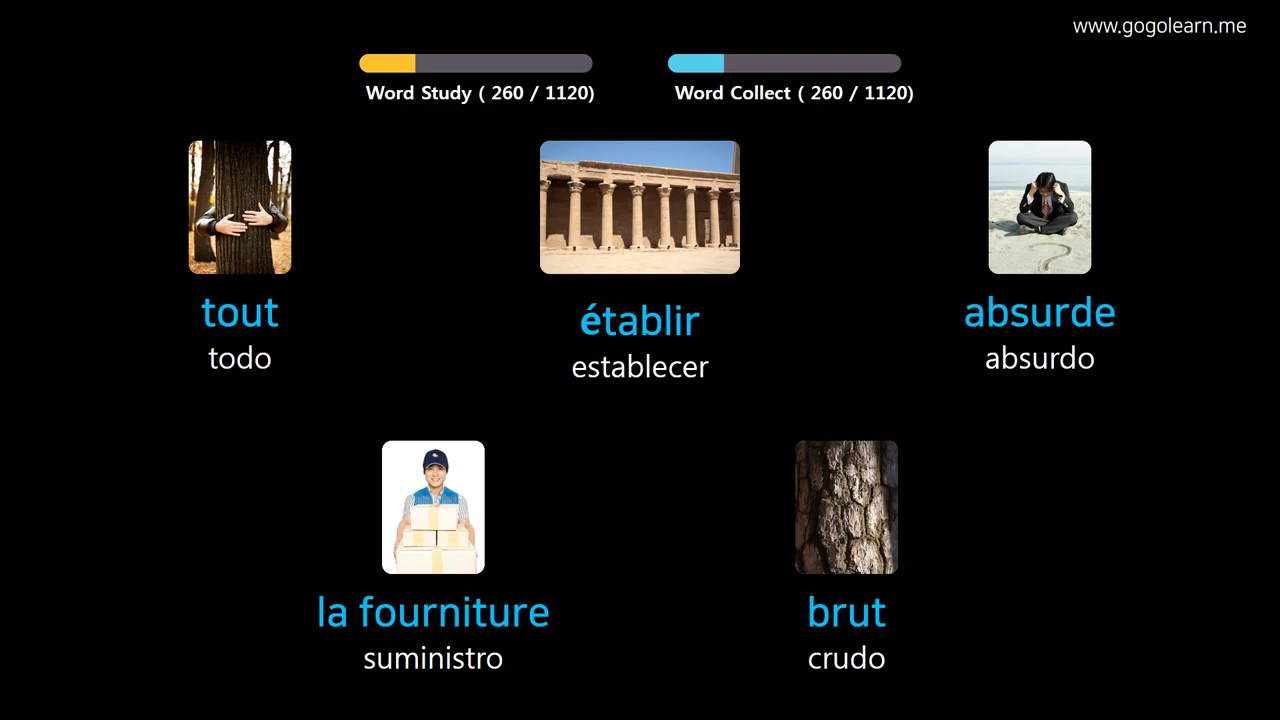 www.gogolearn.me
Word Study ( 260 / 1120)
Word Collect ( 260 / 1120)
tout
todo
établir
establecer
absurde
absurdo
la fourniture
suministro
brut
crudo